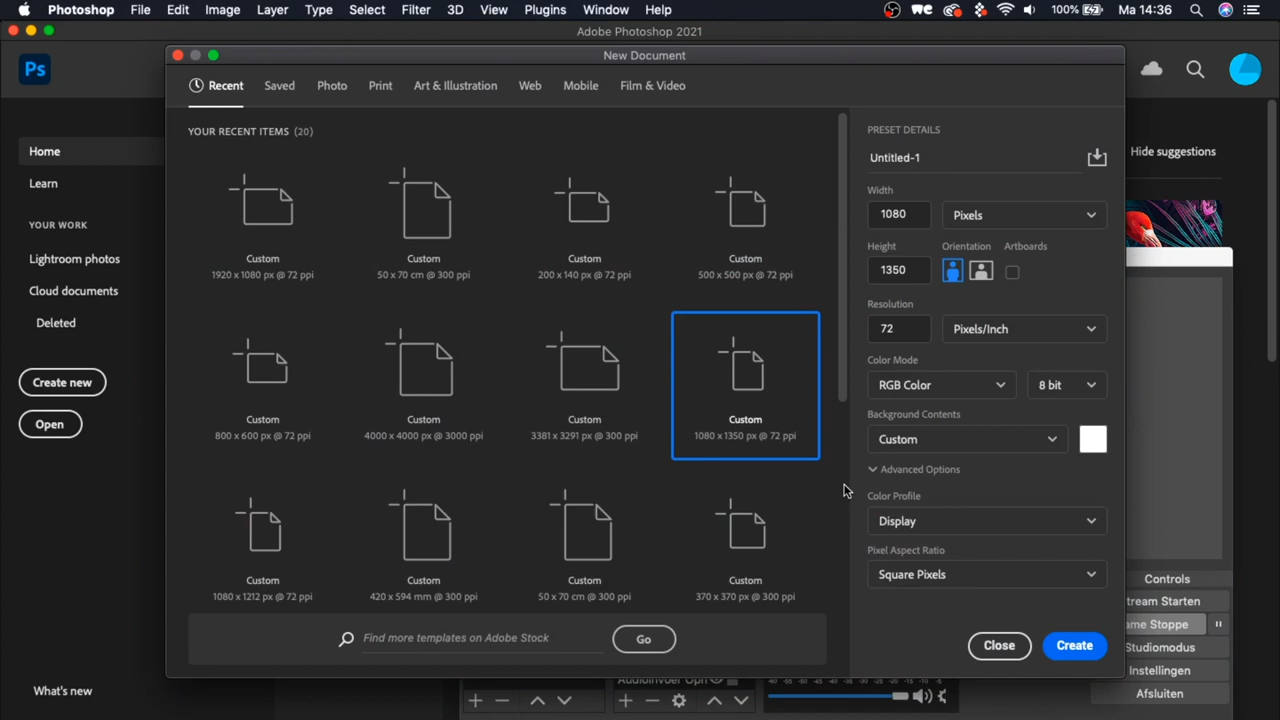 Photoshop File Edit Image Layer Type Select Filter 3D View Plugins Window Help 100% Ma 14:36
Adobe Photoshop 2021
Ps
New Document
Recent Saved Photo Print Art & Illustration Web Mobile Film & Video
Home
Learn
YOUR WORK
Lightroom photos
Cloud documents
Deleted
Create new
Open
What's new
YOUR RECENT ITEMS (20)
Custom Custom Custom Custom
1920 x 1080 px @ 72 ppi 50 x 70 cm @ 300 ppi 200 x 140 px @ 72 ppi 500 x 500 px @ 72 ppi
Custom Custom Custom Custom
800 x 600 px @ 72 ppi 4000 x 4000 px @ 3000 ppi 3381 x 3291 px @ 300 ppi 1080 x 1350 px @ 72 ppi
Custom Custom Custom Custom
1080 x 1212 px @ 72 ppi 420 x 594 mm @ 300 ppi 50 x 70 cm @ 300 ppi 370 x 370 px @ 300 ppi
Find more templates on Adobe Stock Go
PRESET DETAILS
Untitled-1
Width
1080 Pixels
Height Orientation Artboards
1350
Resolution
72 Pixels/Inch
Color Mode
RGB Color 8 bit
Background Contents
Custom
Advanced Options
Color Profile
Display
Pixel Aspect Ratio
Square Pixels
Close Create
Hide suggestions
Controls
tream Starten
ame Stoppe
Studiomodus
Instellingen
Afsluiten